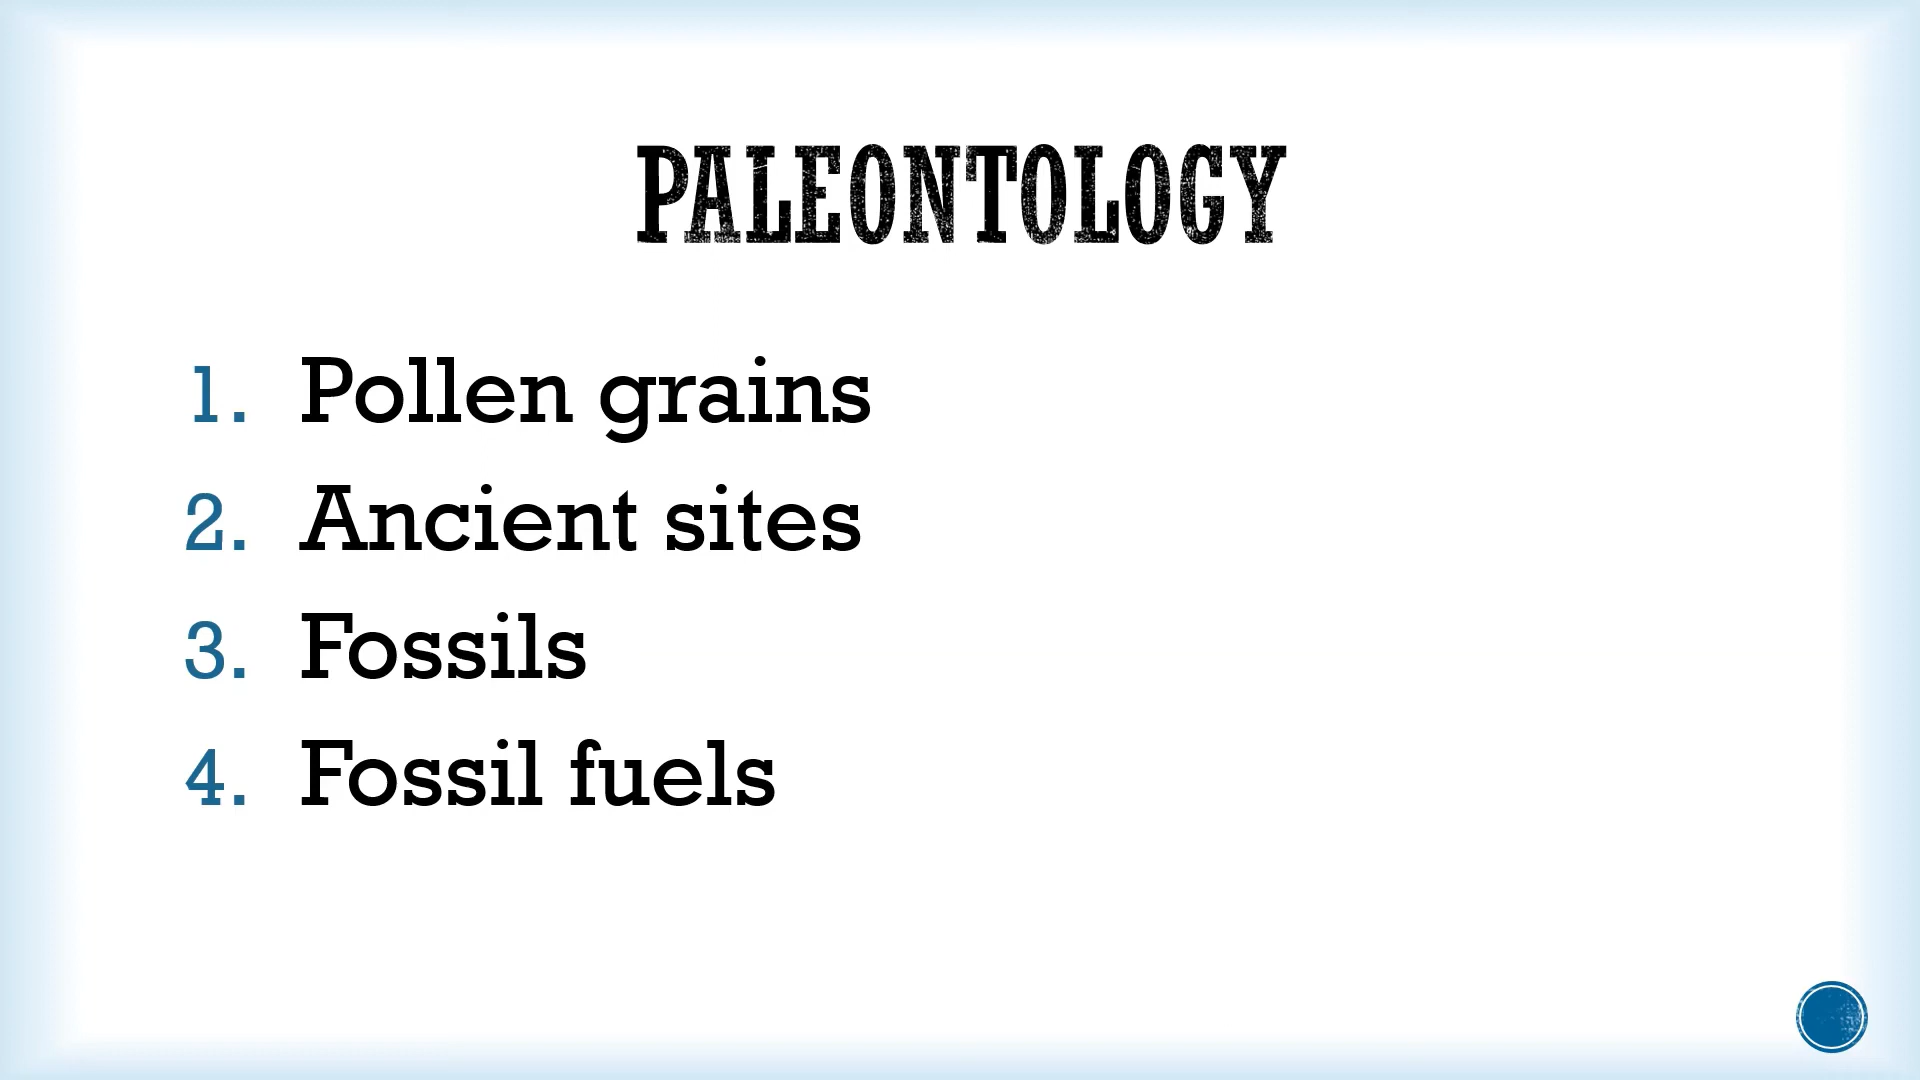 PALEONTOLOGY
1. Pollen grains
2. Ancient sites
3. Fossils
4. Fossil fuels